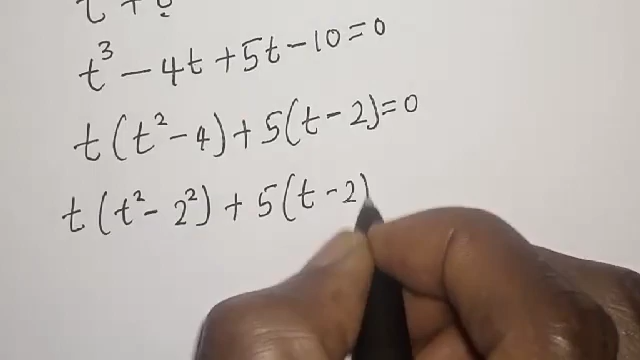 t³ - 4t + 5t - 10 = 0
t(t² - 4) + 5(t - 2) = 0
t(t² - 2²) + 5(t - 2)